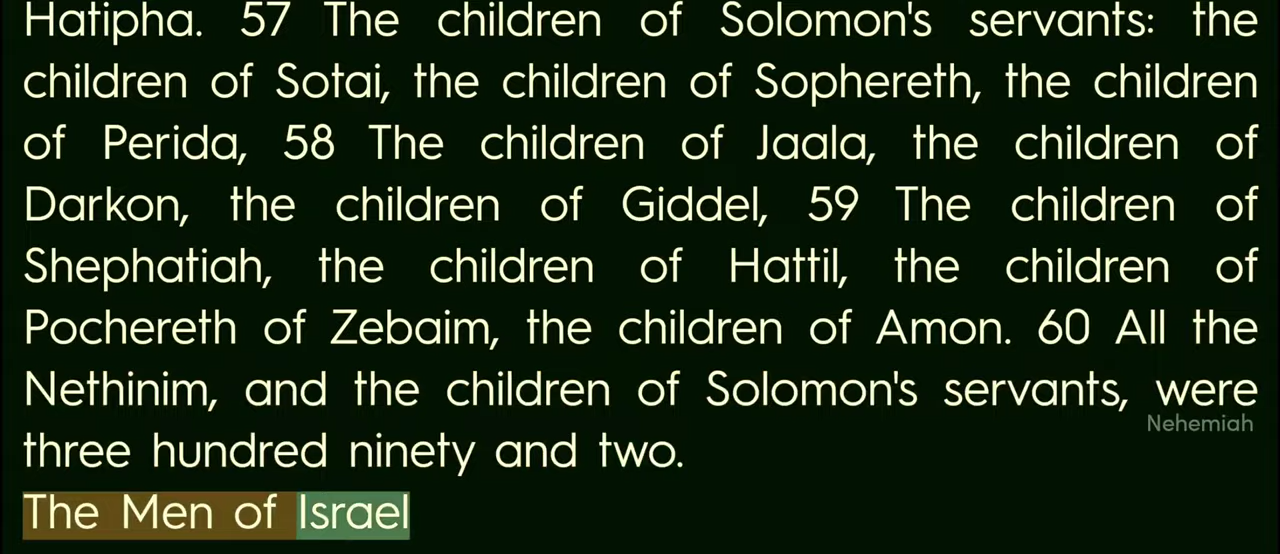 Hatipha. 57 The children of Solomon's servants: the
children of Sotai, the children of Sophereth, the children
of Perida, 58 The children of Jaala, the children of
Darkon, the children of Giddel, 59 The children of
Shephatiah, the children of Hattil, the children of
Pochereth of Zebaim, the children of Amon. 60 All the
Nethinim, and the children of Solomon's servants, were
Nehemiah
three hundred ninety and two.
The Men of Israel